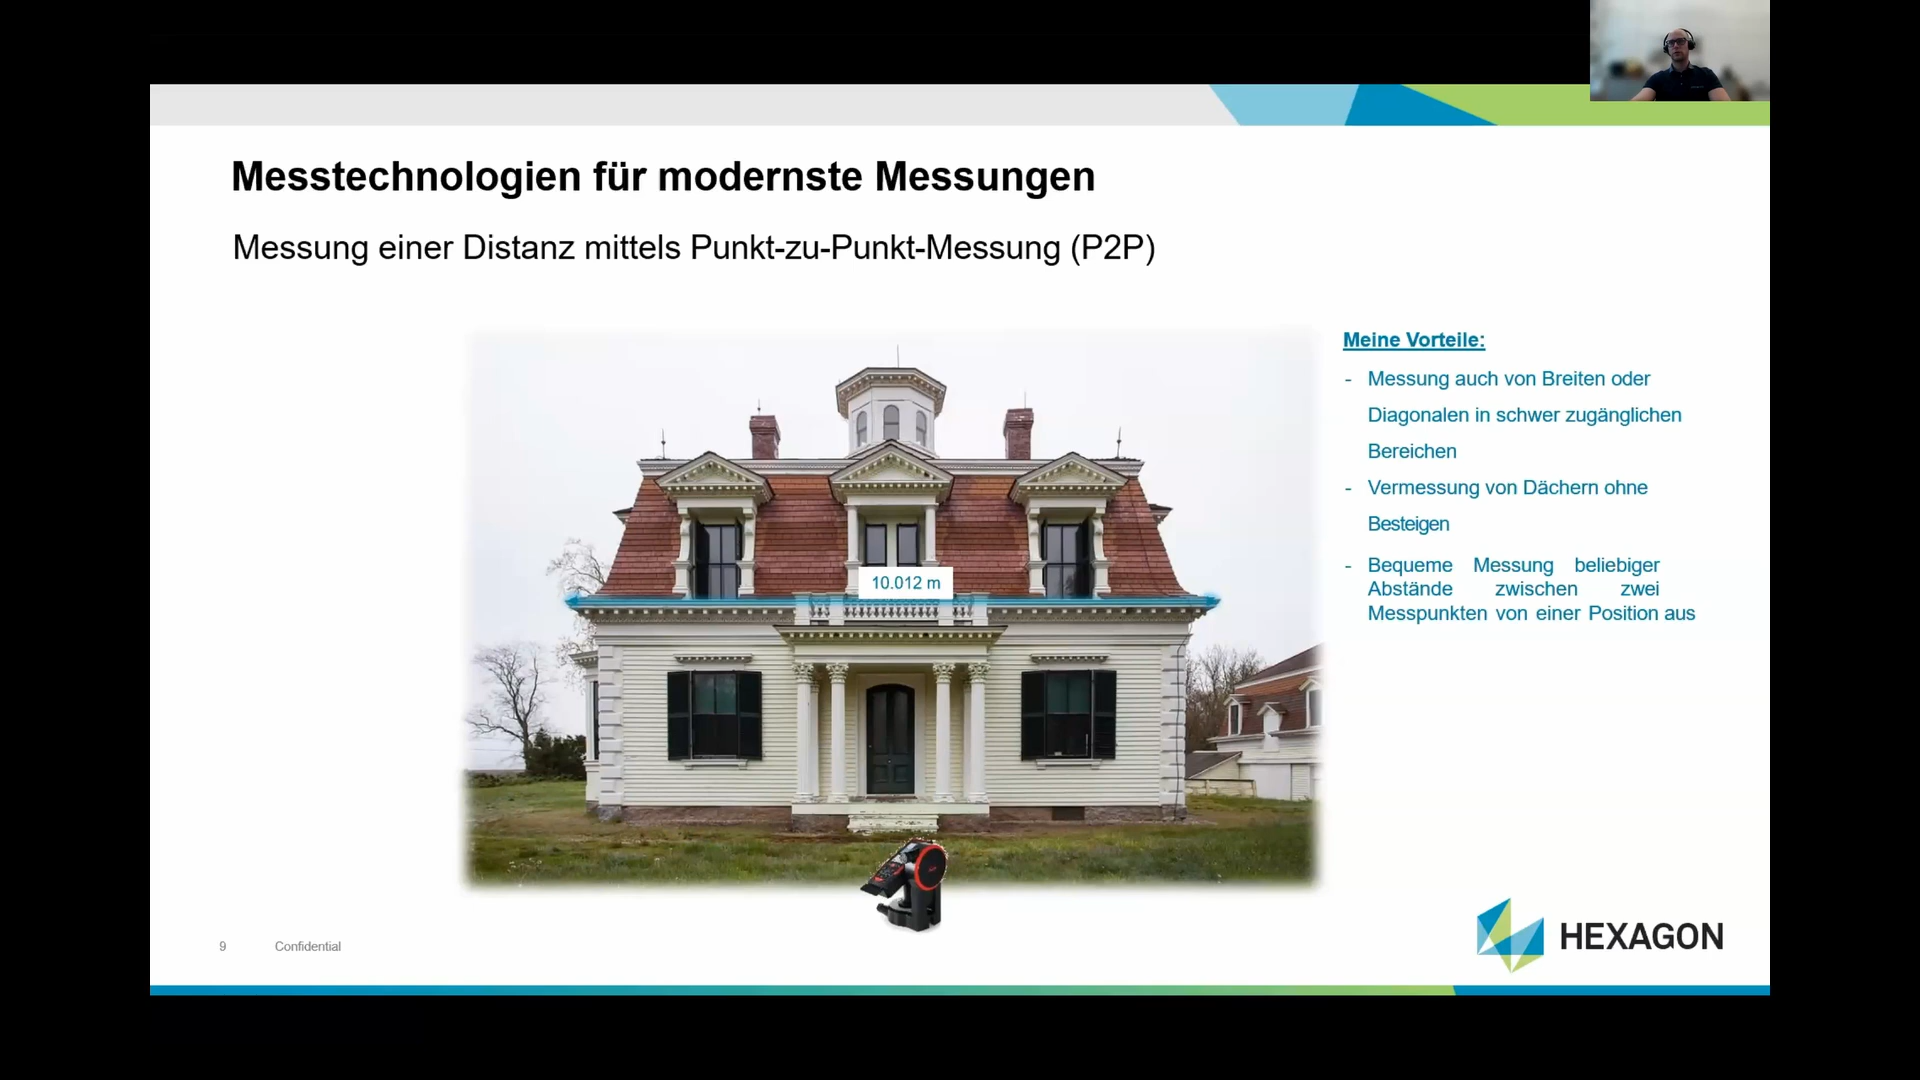 Messtechnologien für modernste Messungen
Messung einer Distanz mittels Punkt-zu-Punkt-Messung (P2P)
Meine Vorteile:
- Messung auch von Breiten oder
Diagonalen in schwer zugänglichen
Bereichen
- Vermessung von Dächern ohne
Besteigen
- Bequeme Messung beliebiger
Abstände zwischen zwei
Messpunkten von einer Position aus
10.012 m
9 Confidential
HEXAGON